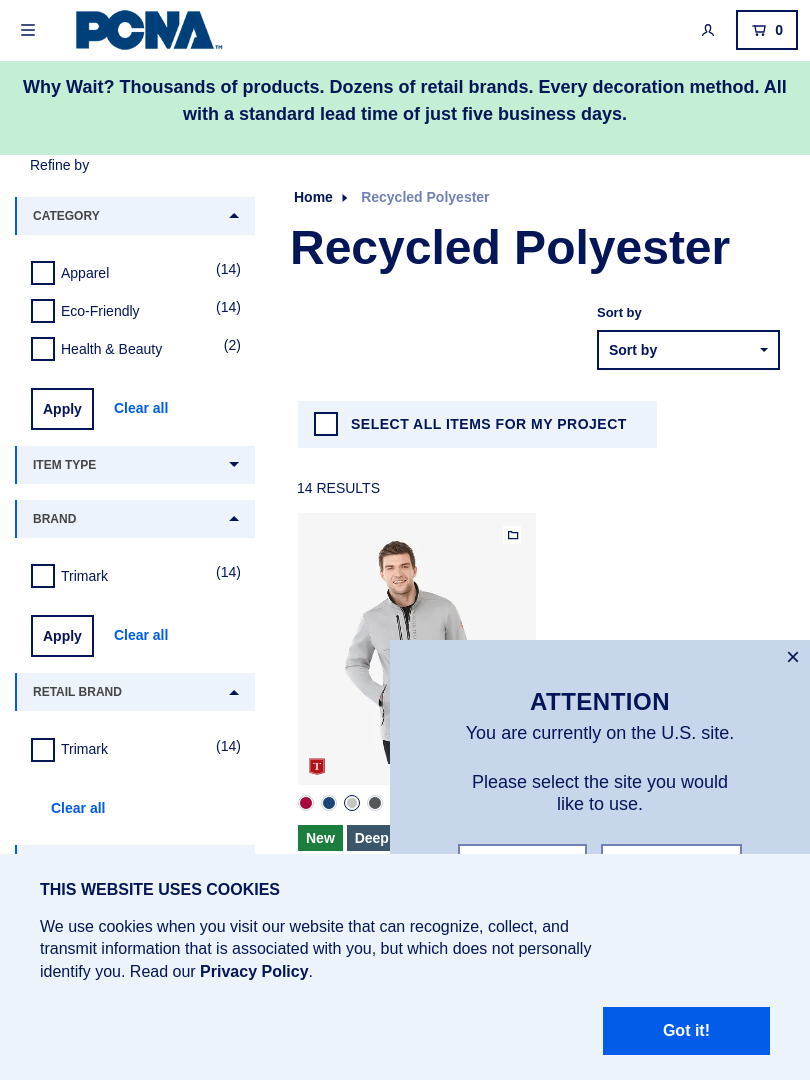 PCNA
TM
0
Why Wait? Thousands of products. Dozens of retail brands. Every decoration method. All
with a standard lead time of just five business days.
Refine by
CATEGORY
Apparel (14)
Eco-Friendly (14)
Health & Beauty (2)
Apply Clear all
ITEM TYPE
BRAND
Trimark (14)
Apply Clear all
RETAIL BRAND
Trimark (14)
Clear all
Home Recycled Polyester
Recycled Polyester
Sort by
Sort by
SELECT ALL ITEMS FOR MY PROJECT
14 RESULTS
T
New Deep
ATTENTION
You are currently on the U.S. site.
Please select the site you would
like to use.
THIS WEBSITE USES COOKIES
We use cookies when you visit our website that can recognize, collect, and
transmit information that is associated with you, but which does not personally
identify you. Read our Privacy Policy.
Got it!